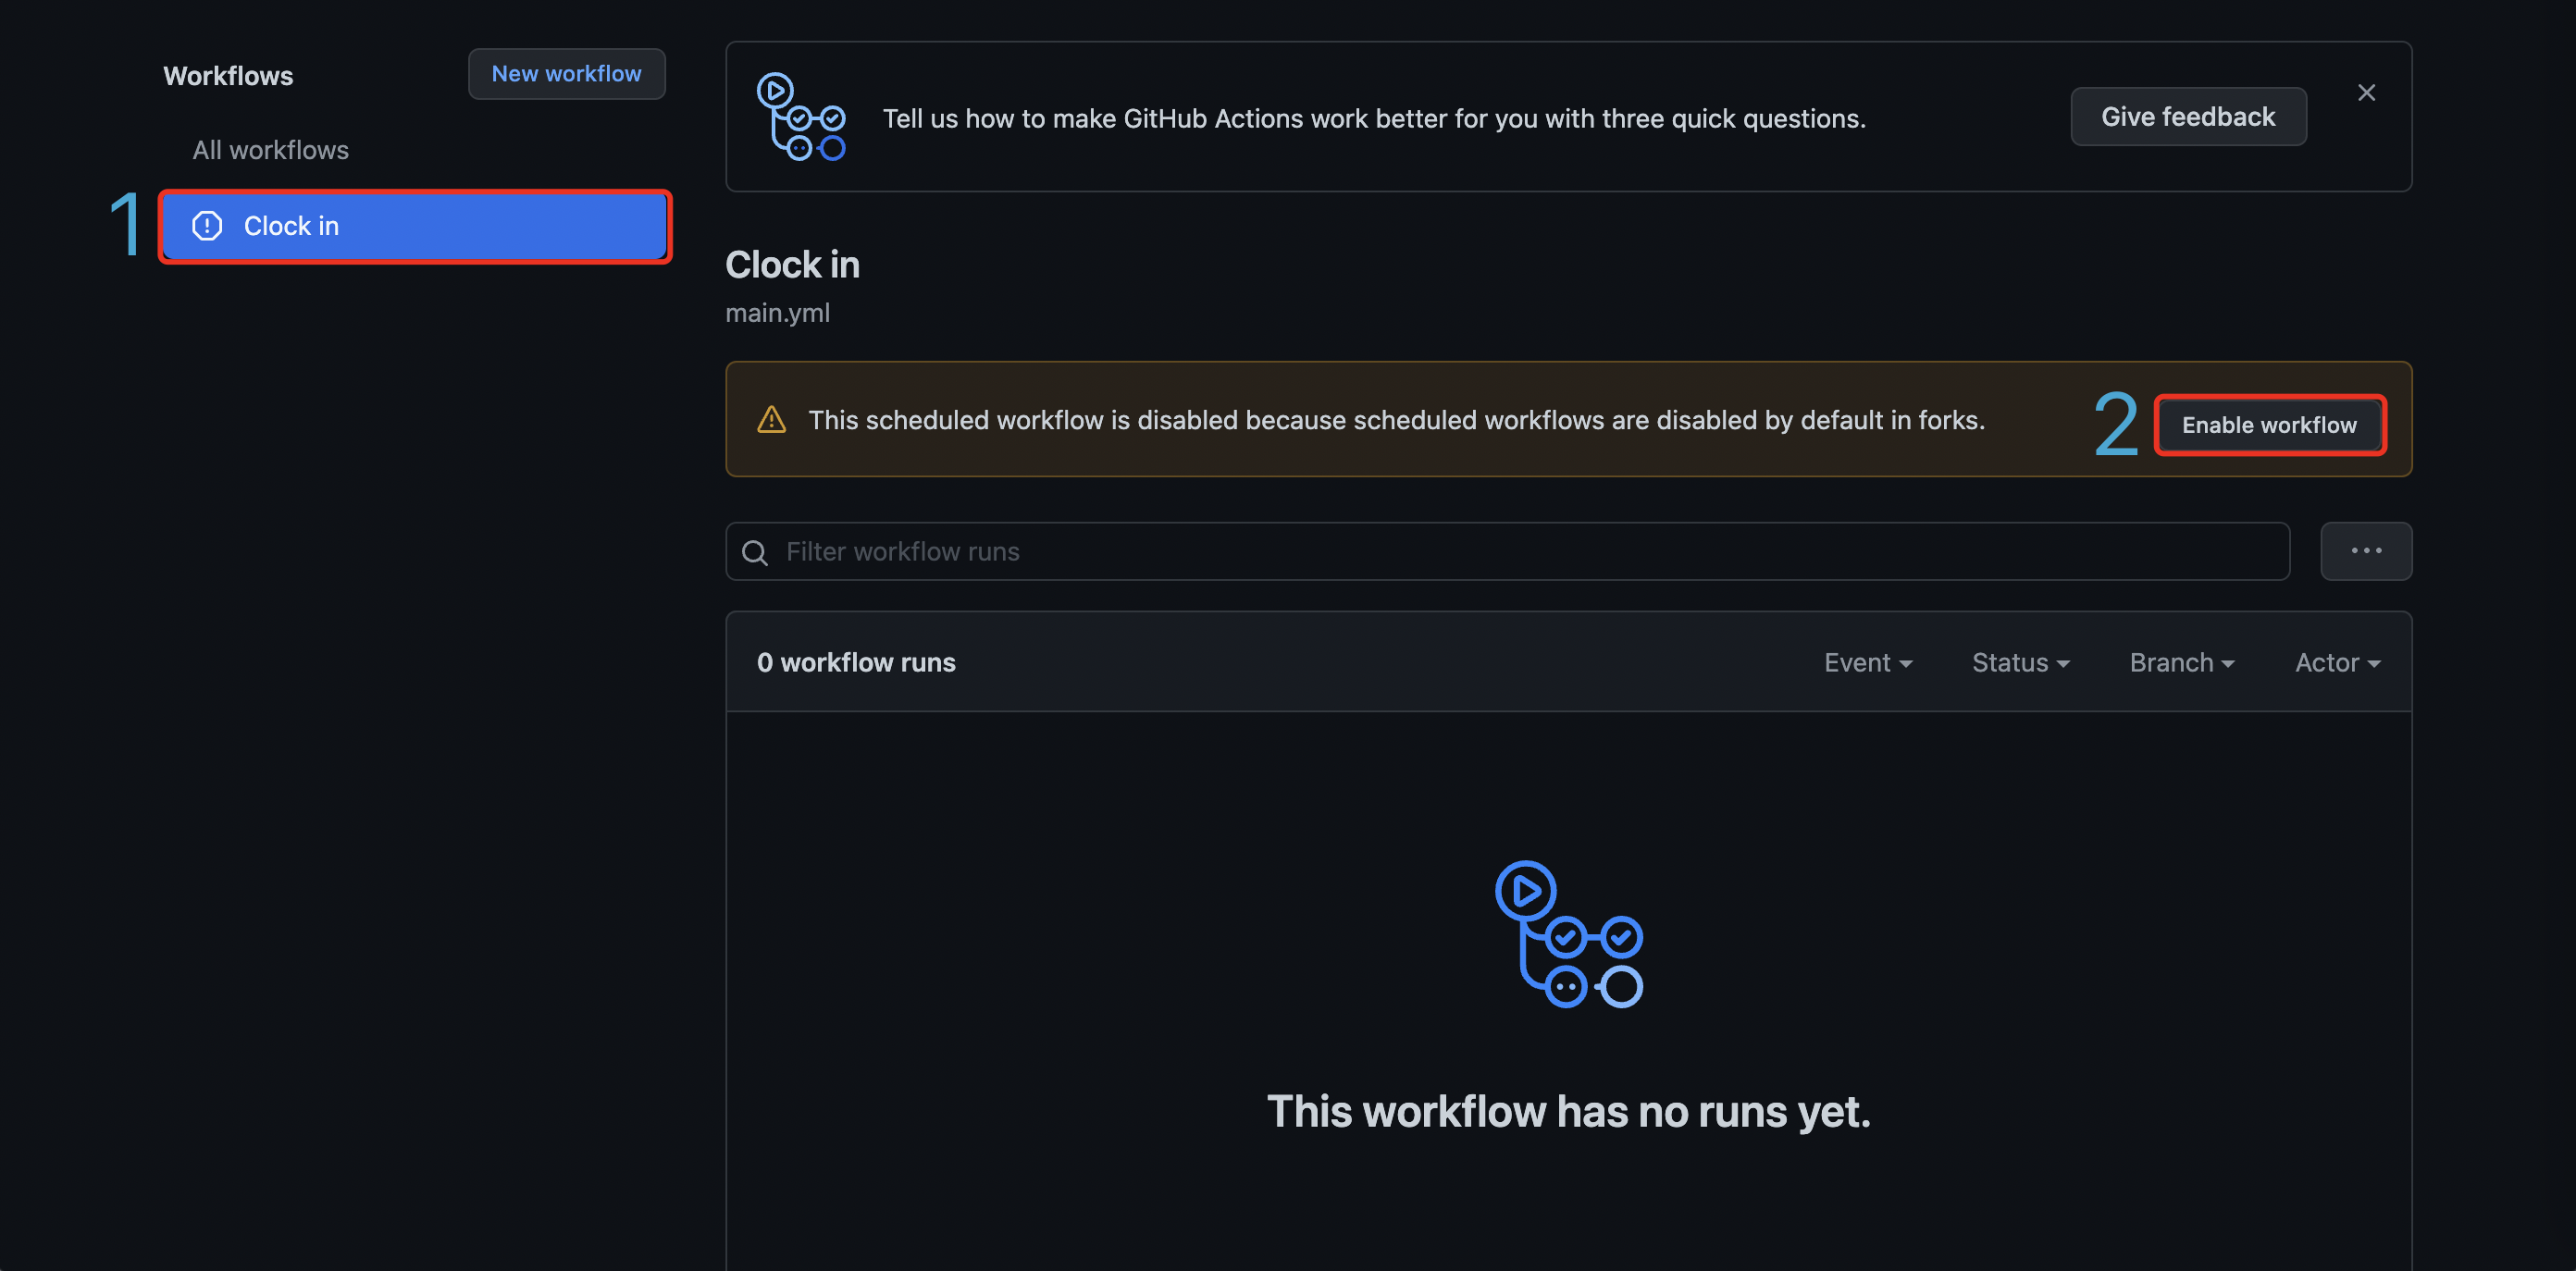 Workflows
New workflow
All workflows
1
Clock in
Tell us how to make GitHub Actions work better for you with three quick questions.
Give feedback
Clock in
main.yml
This scheduled workflow is disabled because scheduled workflows are disabled by default in forks.
2
Enable workflow
Filter workflow runs
0 workflow runs
Event
Status
Branch
Actor
This workflow has no runs yet.